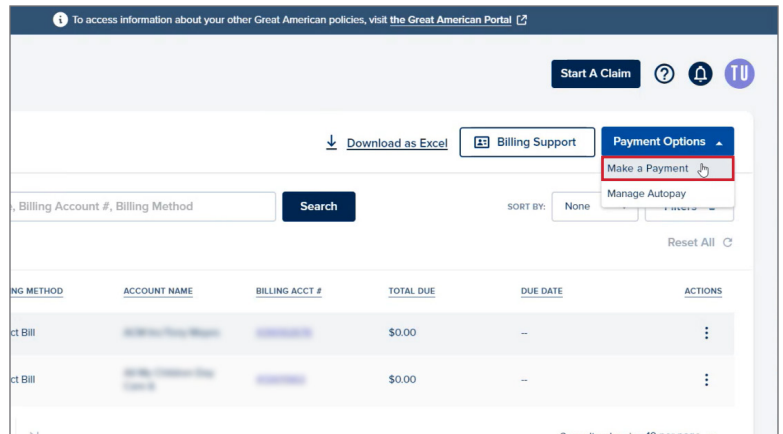 To access information about your other Great American policies, visit the Great American Portal
Start A Claim
TU
Download as Excel
Billing Support
Payment Options
Make a Payment
Manage Autopay
, Billing Account #, Billing Method
Search
SORT BY:
None
Reset All
NG METHOD
ACCOUNT NAME
BILLING ACCT #
TOTAL DUE
DUE DATE
ACTIONS
ct Bill
$0.00
--
ct Bill
$0.00
--